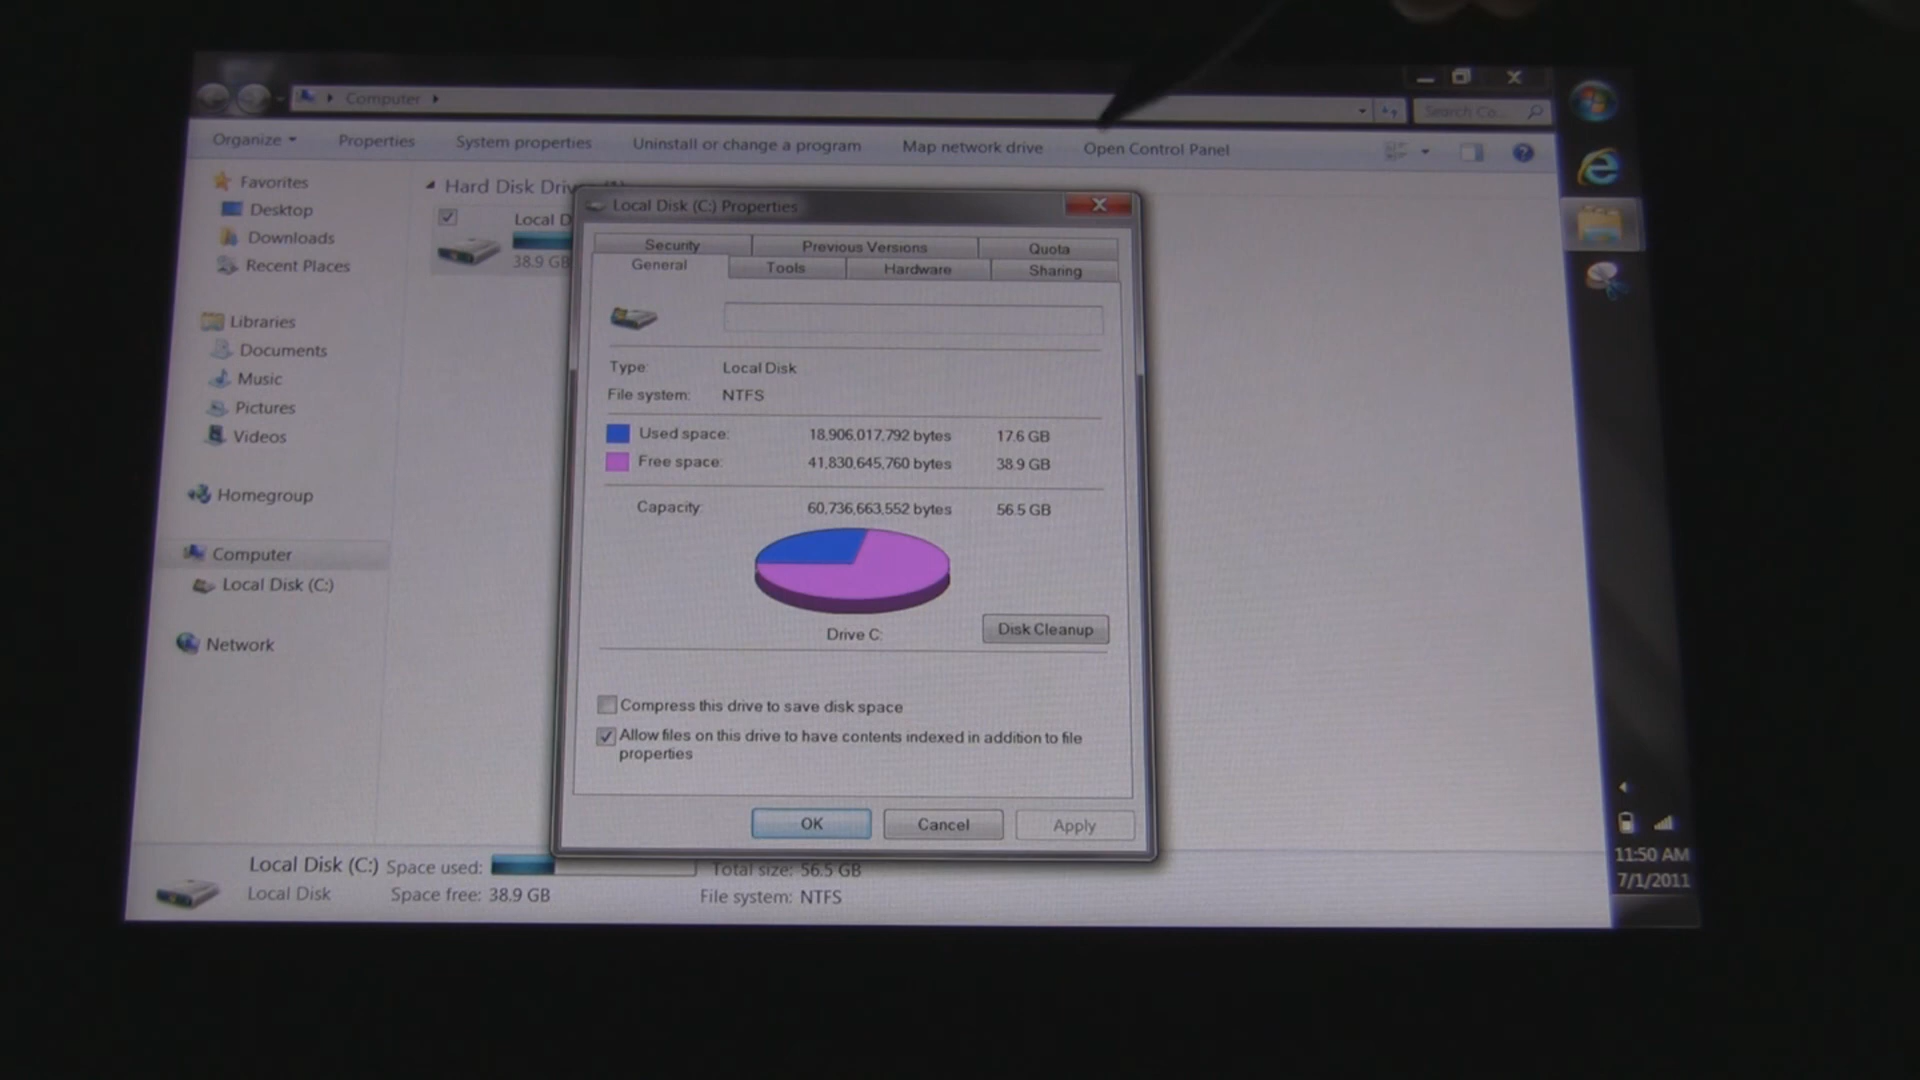 Computer
Search Co...
Organize
Properties
System properties
Uninstall or change a program
Map network drive
Open Control Panel
Favorites
Desktop
Downloads
Recent Places
Libraries
Documents
Music
Pictures
Videos
Homegroup
Computer
Local Disk (C:)
Network
Hard Disk Driv
Local D
38.9 GB
Local Disk (C:) Properties
Security
Previous Versions
Quota
General
Tools
Hardware
Sharing
Type: Local Disk
File system: NTFS
Used space: 18,906,017,792 bytes 17.6 GB
Free space: 41,830,645,760 bytes 38.9 GB
Capacity: 60,736,663,552 bytes 56.5 GB
Drive C:
Disk Cleanup
Compress this drive to save disk space
Allow files on this drive to have contents indexed in addition to file
properties
OK
Cancel
Apply
Local Disk (C:) Space used: Total size: 56.5 GB
Local Disk Space free: 38.9 GB File system: NTFS
11:50 AM
7/1/2011